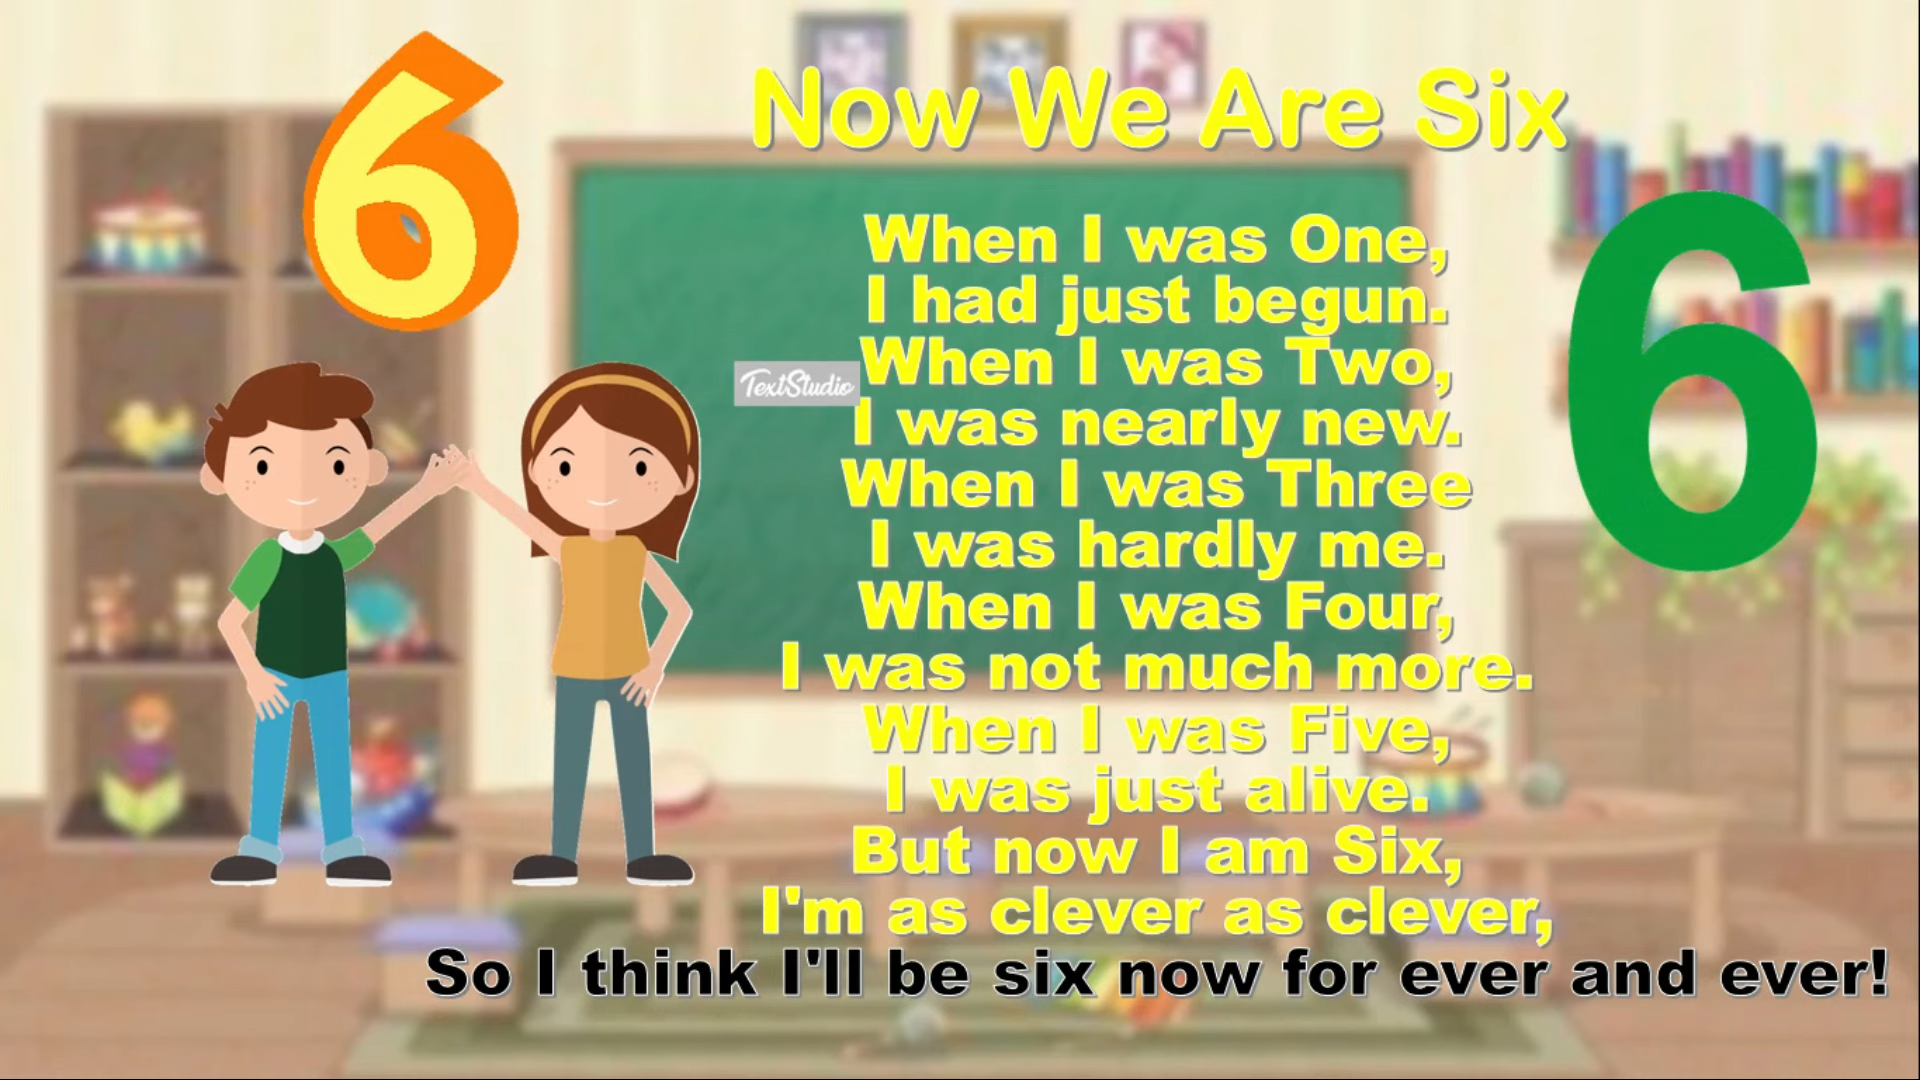 6
Now We Are Six
6
When I was One,
I had just begun.
When I was Two,
TextStudio
I was nearly new.
When I was Three
I was hardly me.
When I was Four,
I was not much more.
When I was Five,
I was just alive.
But now I am Six,
I'm as clever as clever,
So I think I'll be six now for ever and ever!